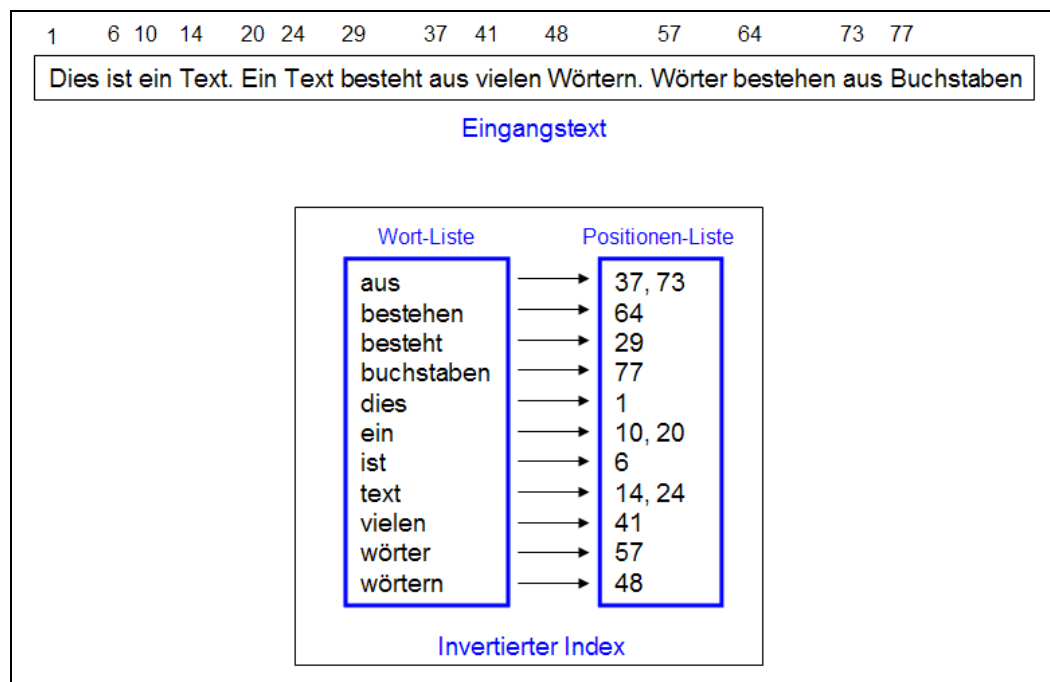 1 6 10 14 20 24 29 37 41 48 57 64 73 77
Dies ist ein Text. Ein Text besteht aus vielen Wörtern. Wörter bestehen aus Buchstaben
Eingangstext
Wort-Liste Positionen-Liste
aus 37, 73
bestehen 64
besteht 29
buchstaben 77
dies 1
ein 10, 20
ist 6
text 14, 24
vielen 41
wörter 57
wörtern 48
Invertierter Index